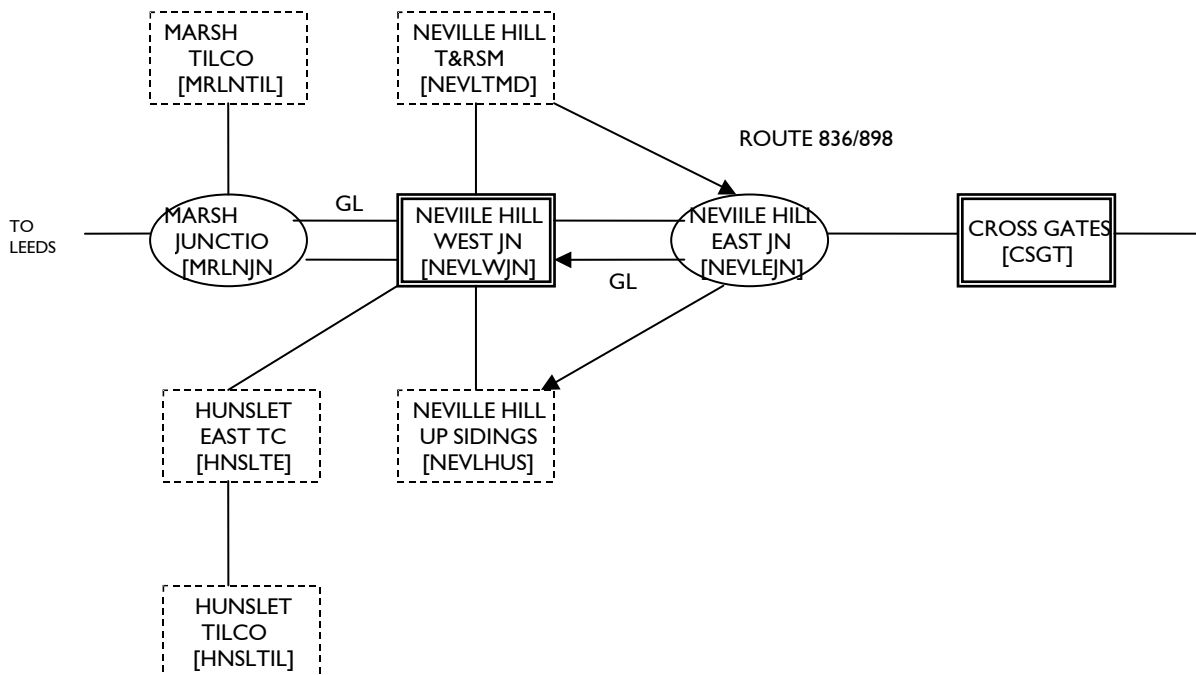 MARSH
TILCO
[MRLNTIL]
NEVILLE HILL
T&RSM
[NEVLTMD]
ROUTE 836/898
TO
LEEDS
MARSH
JUNCTIO
[MRLNJN
GL
NEVIILE HILL
WEST JN
[NEVLWJN]
GL
NEVIILE HILL
EAST JN
[NEVLEJN]
CROSS GATES
[CSGT]
HUNSLET
EAST TC
[HNSLTE]
NEVILLE HILL
UP SIDINGS
[NEVLHUS]
HUNSLET
TILCO
[HNSLTIL]